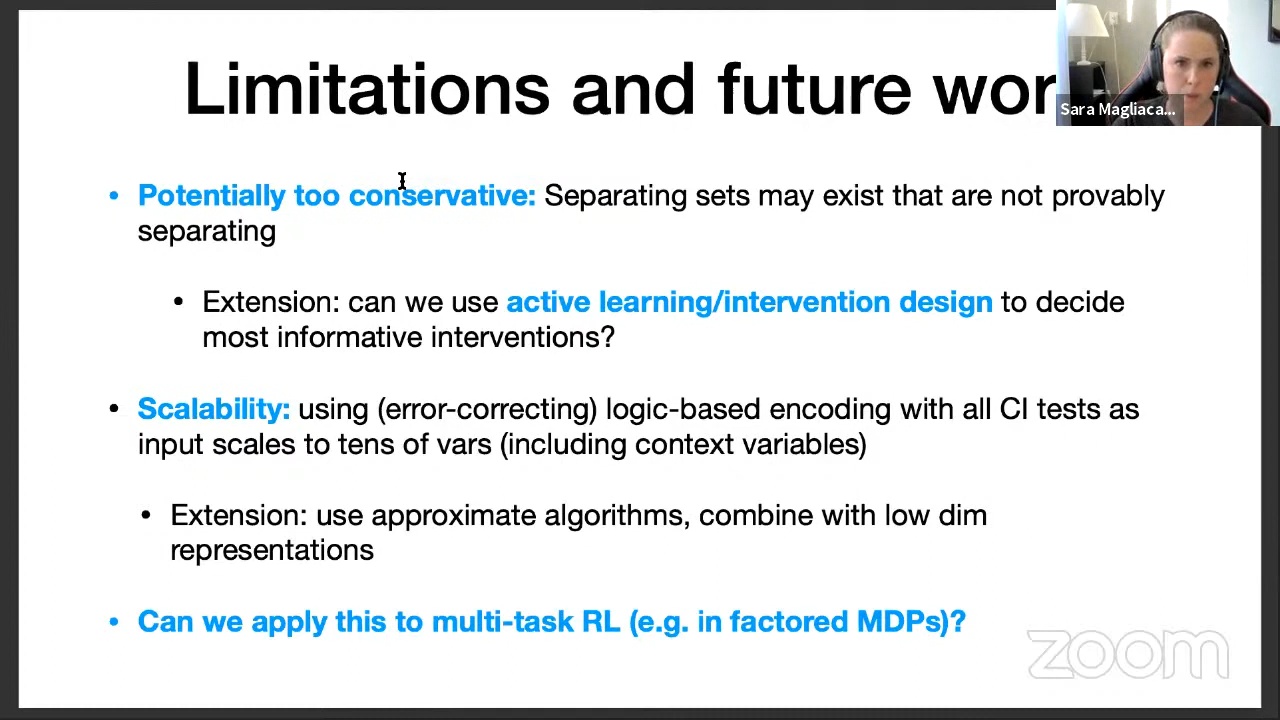 Limitations and future wor
Sara Magliaca...
• Potentially too conservative: Separating sets may exist that are not provably
separating
• Extension: can we use active learning/intervention design to decide
most informative interventions?
• Scalability: using (error-correcting) logic-based encoding with all CI tests as
input scales to tens of vars (including context variables)
• Extension: use approximate algorithms, combine with low dim
representations
• Can we apply this to multi-task RL (e.g. in factored MDPs)?
zoom